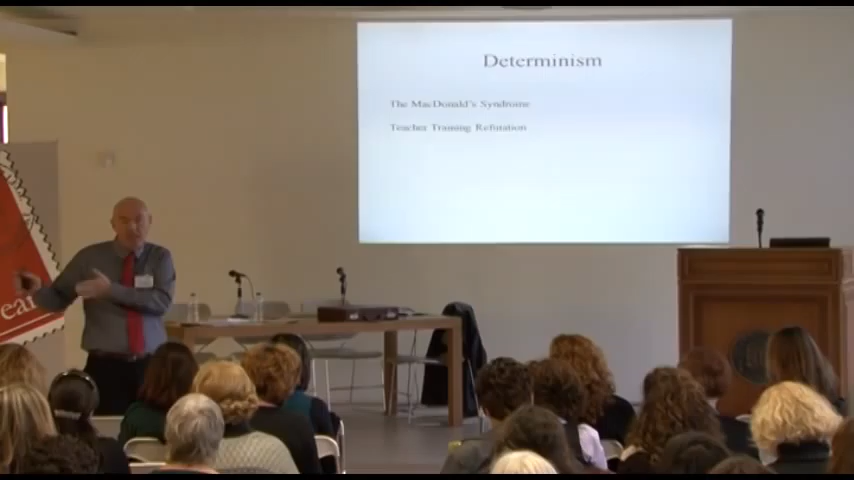 Determinism
The MacDonald's Syndrome
Teacher Training Refutation